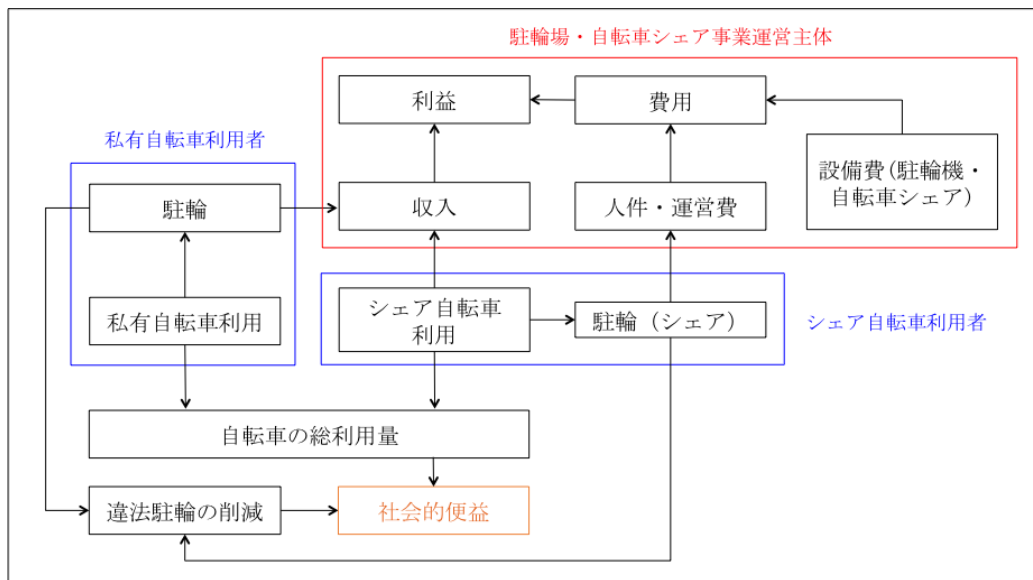 駐輪場・自転車シェア事業運営主体
利益
費用
私有自転車利用者
設備費(駐輪機・
自転車シェア)
駐輪
収入
人件・運営費
私有自転車利用
シェア自転車
利用
駐輪（シェア）
シェア自転車利用者
自転車の総利用量
違法駐輪の削減
社会的便益